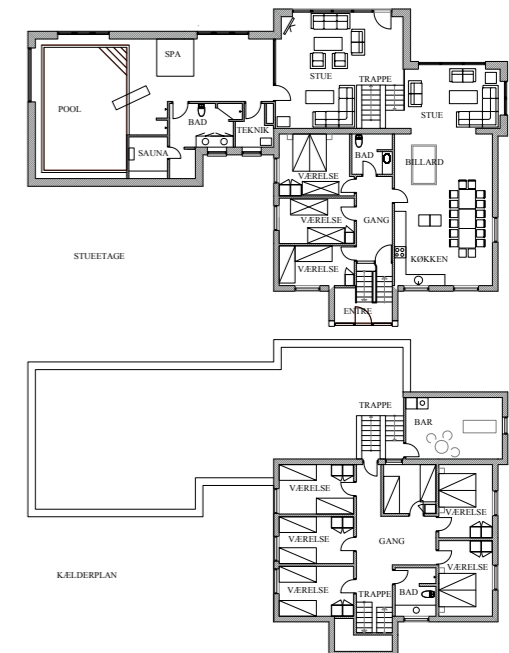 SPA
STUE
TRAPPE
POOL
STUE
BAD
TEKNIK
SAUNA
BAD
BILLARD
VÆRELSE
VÆRELSE
GANG
STUEETAGE
KØKKEN
VÆRELSE
ENTRE
TRAPPE
BAR
VÆRELSE
VÆRELSE
VÆRELSE
GANG
VÆRELSE
KÆLDERPLAN
VÆRELSE
TRAPPE
BAD